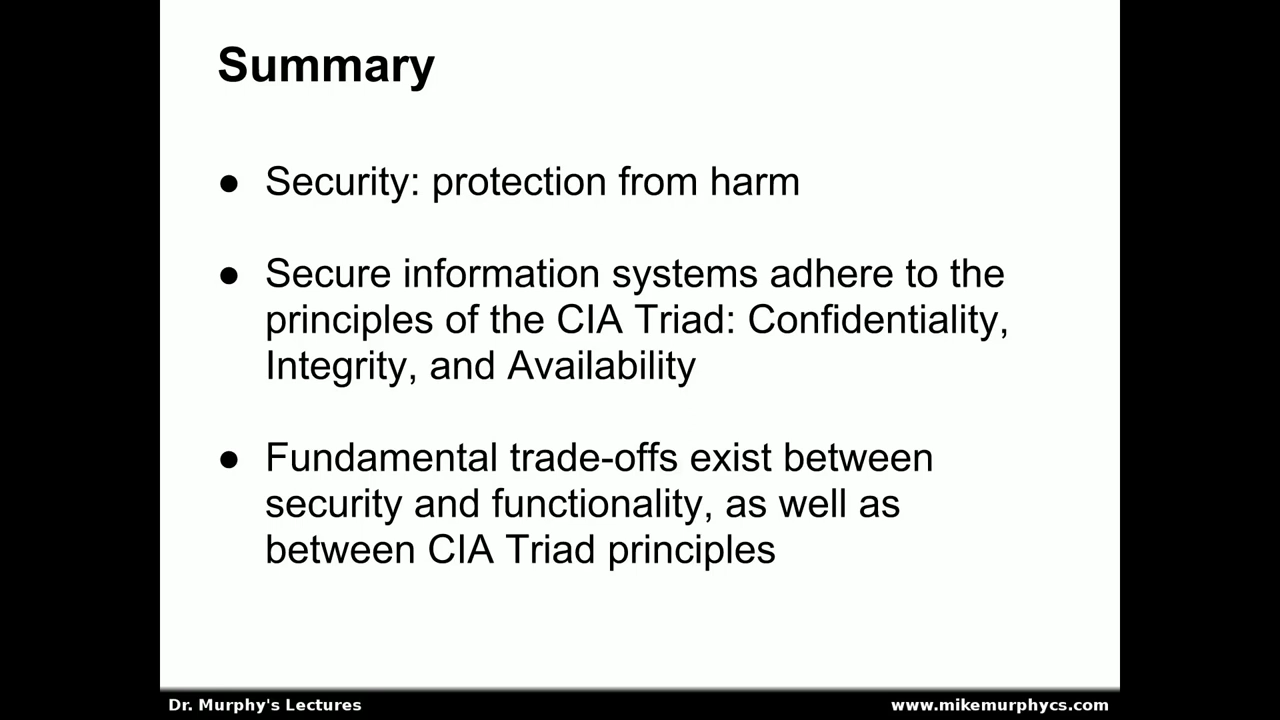 Summary
● Security: protection from harm
● Secure information systems adhere to the
principles of the CIA Triad: Confidentiality,
Integrity, and Availability
● Fundamental trade-offs exist between
security and functionality, as well as
between CIA Triad principles
Dr. Murphy's Lectures
www.mikemurphycs.com